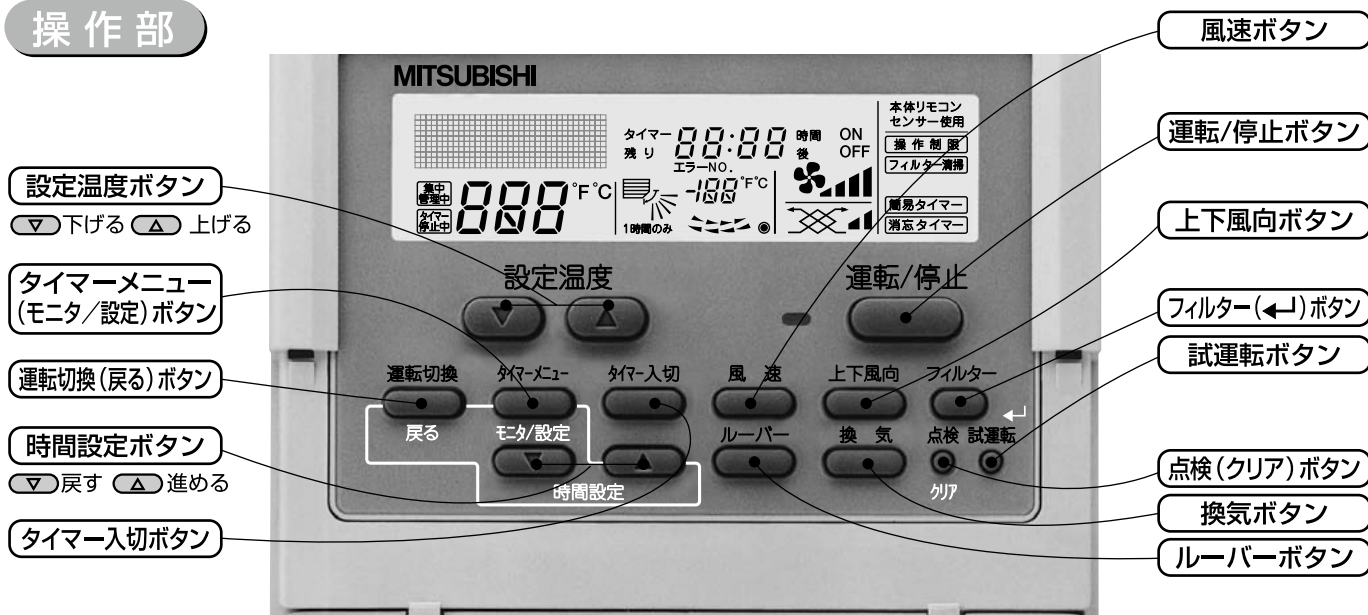 操作部
風速ボタン
運転/停止ボタン
上下風向ボタン
フィルター(↵)ボタン
試運転ボタン
点検(クリア)ボタン
換気ボタン
ルーバーボタン
設定温度ボタン
▽下げる △上げる
タイマーメニュー
(モニタ/設定)ボタン
運転切換(戻る)ボタン
時間設定ボタン
▽戻す △進める
タイマー入切ボタン
MITSUBISHI
タイマー 88:88 時間 ON
残り 後 OFF
エラーNO.
本体リモコン
センサー使用
操作制限
フィルター清掃
簡易タイマー
消忘タイマー
集中
管理中
タイマー
停止中
888 °F°C
-188 °F°C
1時間のみ
設定温度
▽ △
運転/停止
運転切換 タイマーメニュー タイマー入切 風速 上下風向 フィルター
戻る モニタ/設定 ルーバー 換気 点検 試運転 ↵
▽ △
時間設定
クリア